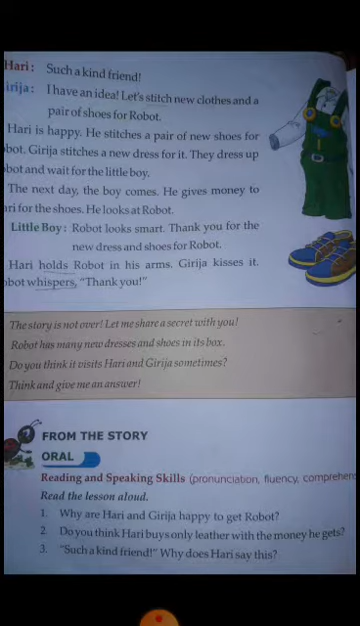 Hari: Such a kind friend!
irija: I have an idea! Let's stitch new clothes and a
pair of shoes for Robot.
Hari is happy. He stitches a pair of new shoes for
bot. Girija stitches a new dress for it. They dress up
bot and wait for the little boy.
The next day, the boy comes. He gives money to
ari for the shoes. He looks at Robot.
Little Boy: Robot looks smart. Thank you for the
new dress and shoes for Robot.
Hari holds Robot in his arms. Girija kisses it.
bot whispers, "Thank you!"
The story is not over! Let me share a secret with you!
Robot has many new dresses and shoes in its box.
Do you think it visits Hari and Girija sometimes?
Think and give me an answer!
FROM THE STORY
ORAL
Reading and Speaking Skills (pronunciation, fluency, comprehens
Read the lesson aloud.
1. Why are Hari and Girija happy to get Robot?
2. Do you think Hari buys only leather with the money he gets?
3. "Such a kind friend!" Why does Hari say this?